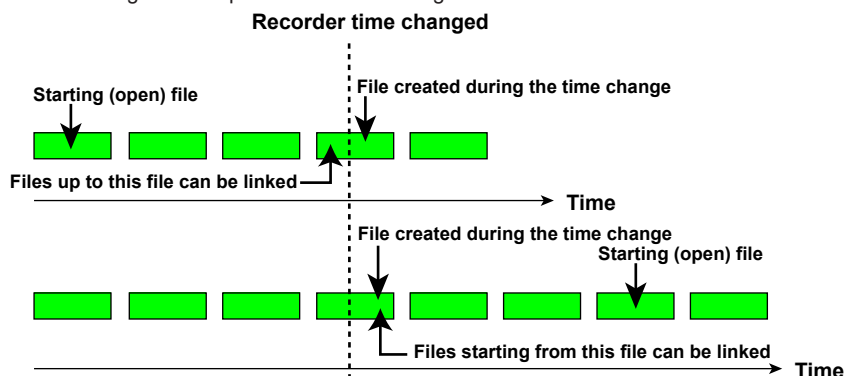 Recorder time changed
File created during the time change
Starting (open) file
Files up to this file can be linked
Time
File created during the time change
Starting (open) file
Files starting from this file can be linked
Time